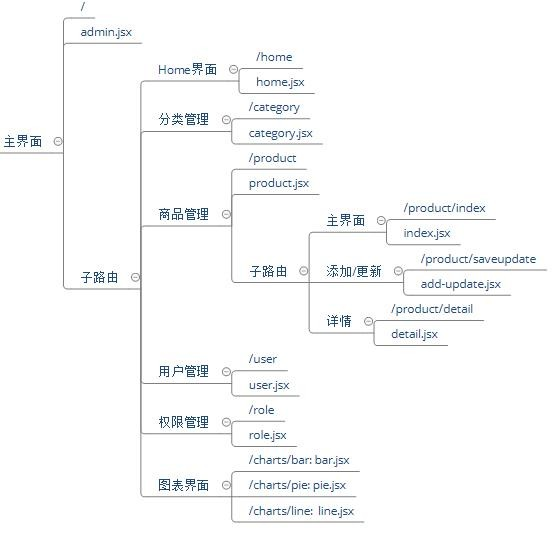 主界面
/
admin.jsx
子路由
Home界面
/home
home.jsx
分类管理
/category
category.jsx
商品管理
/product
product.jsx
子路由
主界面
/product/index
index.jsx
添加/更新
/product/saveupdate
add-update.jsx
详情
/product/detail
detail.jsx
用户管理
/user
user.jsx
权限管理
/role
role.jsx
图表界面
/charts/bar: bar.jsx
/charts/pie: pie.jsx
/charts/line: line.jsx